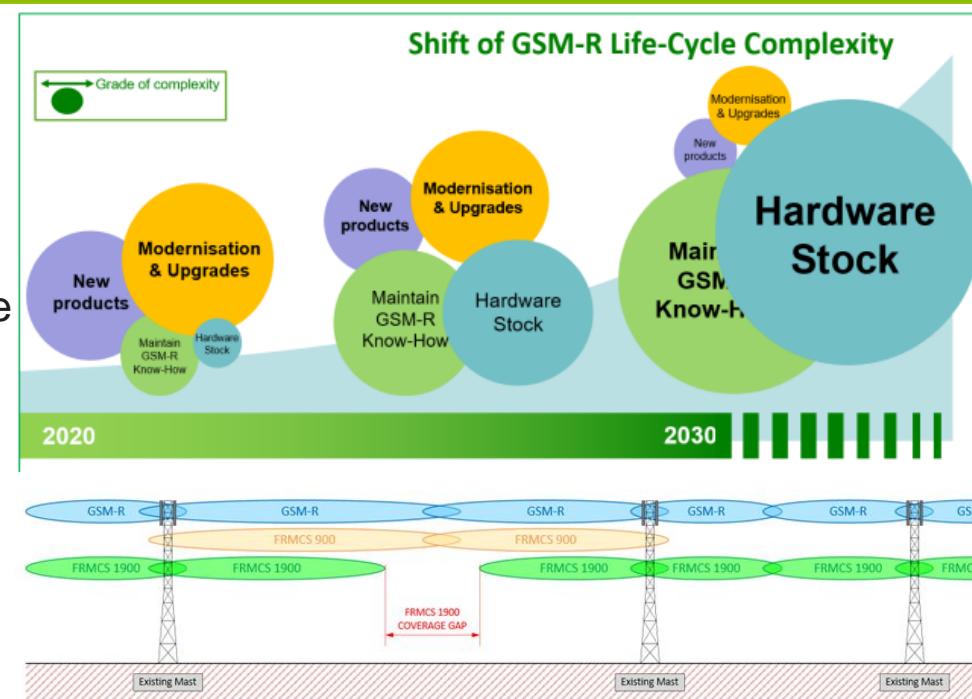 Shift of GSM-R Life-Cycle Complexity
Grade of complexity
New
products
Modernisation
& Upgrades
Maintain
GSM-R
Know-How
Hardware
Stock
New
products
Modernisation
& Upgrades
Maintain
GSM-R
Know-How
Hardware
Stock
Modernisation
& Upgrades
New
products
Hardware
Stock
e
2020
2030
GSM-R GSM-R GSM-R GSM-R GSM-R
FRMCS 900 FRMCS 900
FRMCS 1900 FRMCS 1900 FRMCS 1900 FRMCS 1900 FRMCS 1900
FRMCS 1900
COVERAGE GAP
Existing Mast Existing Mast Existing Mast